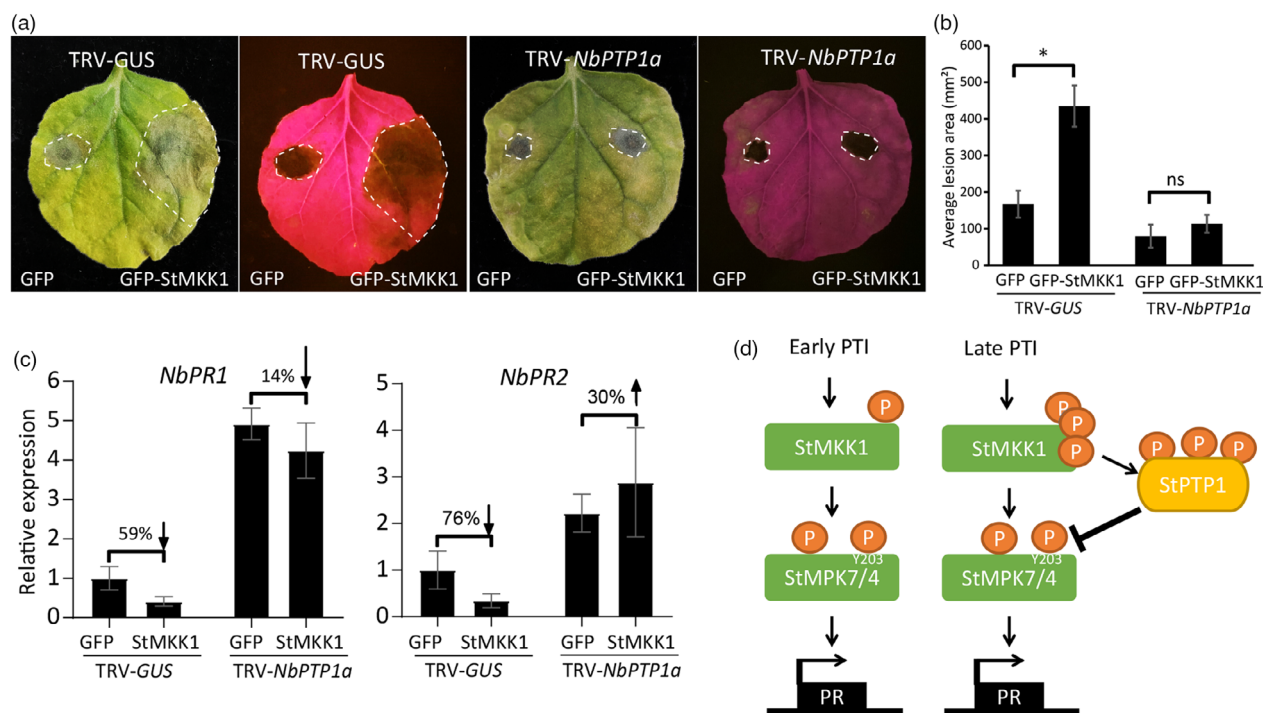 (a)
TRV-GUS
TRV-GUS
TRV-NbPTP1a
TRV-NbPTP1a
GFP GFP-StMKK1
GFP GFP-StMKK1
GFP GFP-StMKK1
GFP GFP-StMKK1
(b)
Average lesion area (mm²)
600
500
400
300
200
100
0
*
ns
GFP GFP-StMKK1 GFP GFP-StMKK1
TRV-GUS TRV-NbPTP1a
(c)
Relative expression
NbPR1
6
5
4
3
2
1
0
59%
14%
GFP StMKK1 GFP StMKK1
TRV-GUS TRV-NbPTP1a
NbPR2
5
4
3
2
1
0
76%
30%
GFP StMKK1 GFP StMKK1
TRV-GUS TRV-NbPTP1a
(d)
Early PTI
P
StMKK1
P P
Y203
StMPK7/4
PR
Late PTI
P
P
P
StMKK1
P P P
StPTP1
P P
Y203
StMPK7/4
PR